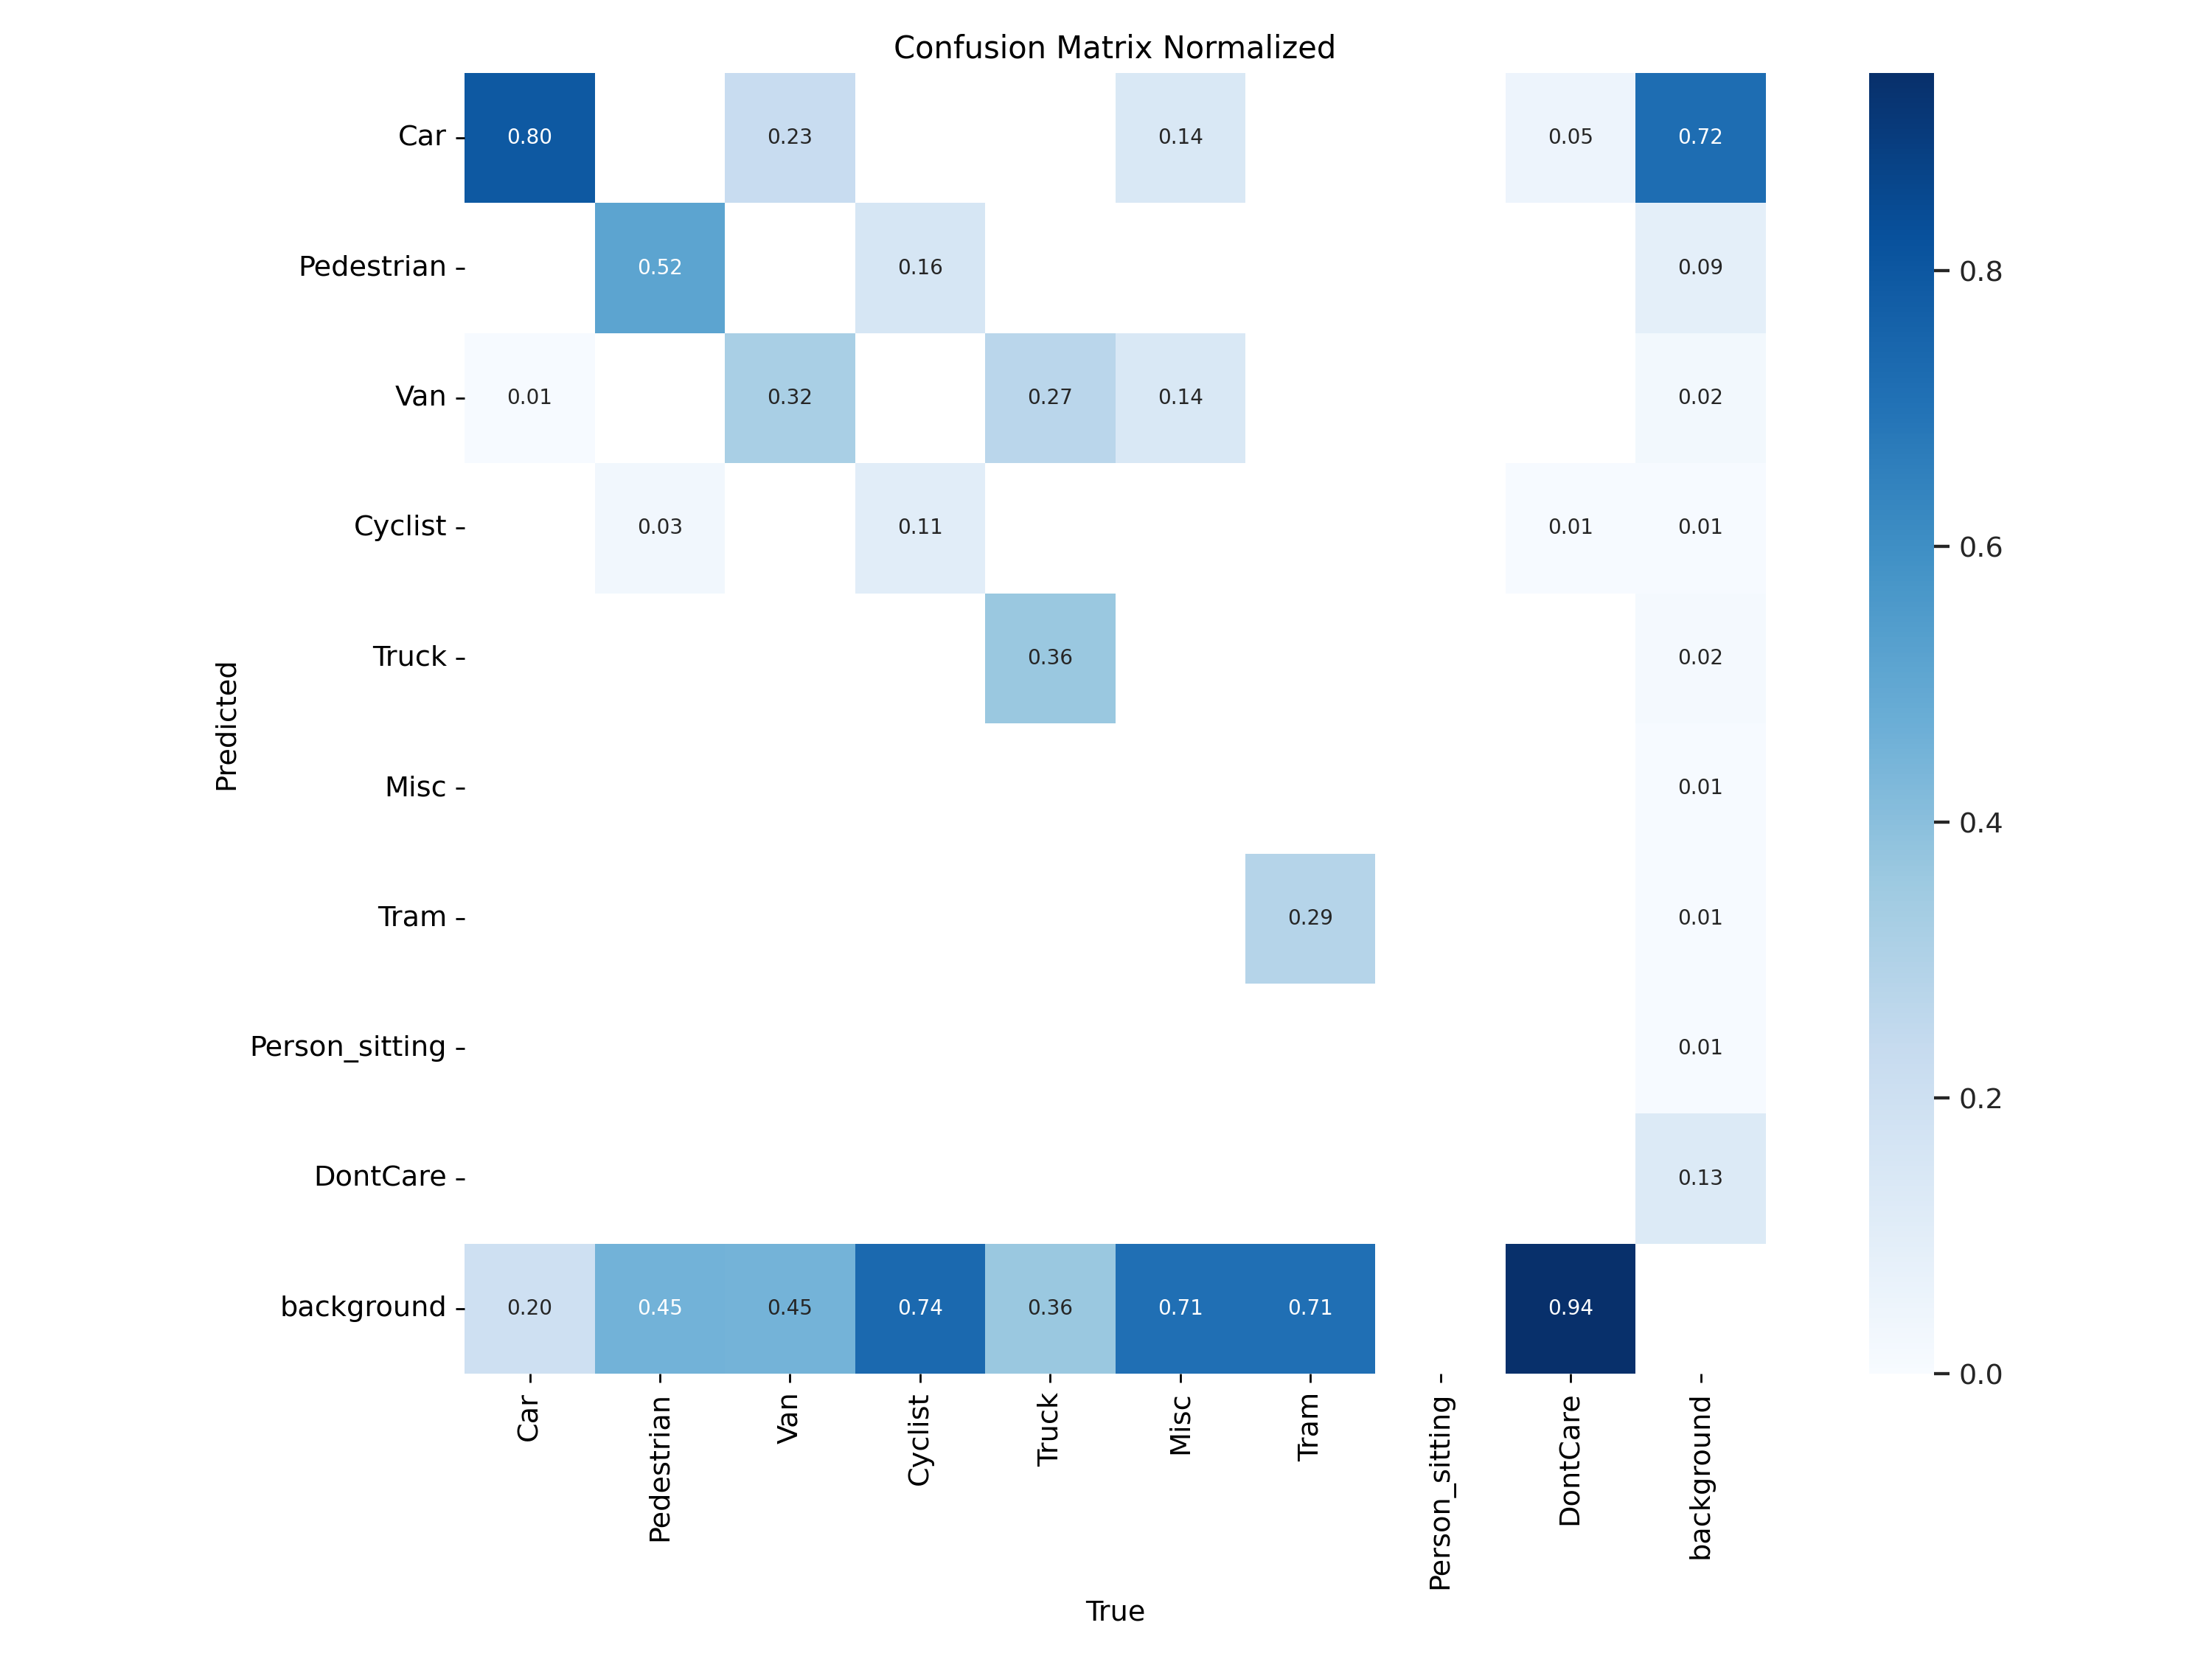 Confusion Matrix Normalized
Car 0.80 0.23 0.14 0.05 0.72
Pedestrian 0.52 0.16 0.09
Van 0.01 0.32 0.27 0.14 0.02
Cyclist 0.03 0.11 0.01 0.01
Truck 0.36 0.02
Misc 0.01
Tram 0.29 0.01
Person_sitting 0.01
DontCare 0.13
background 0.20 0.45 0.45 0.74 0.36 0.71 0.71 0.94
Car Pedestrian Van Cyclist Truck Misc Tram Person_sitting DontCare background
True
Predicted
0.8
0.6
0.4
0.2
0.0